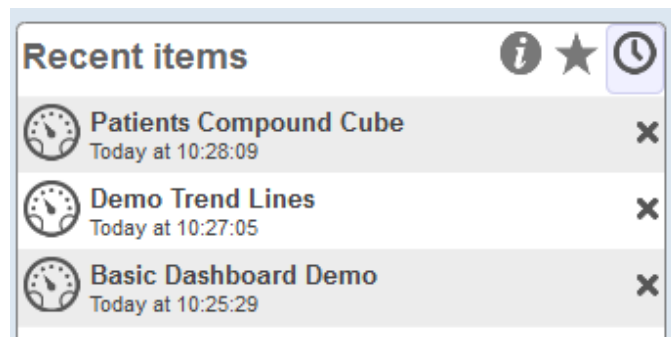 Recent items
Patients Compound Cube
Today at 10:28:09
Demo Trend Lines
Today at 10:27:05
Basic Dashboard Demo
Today at 10:25:29